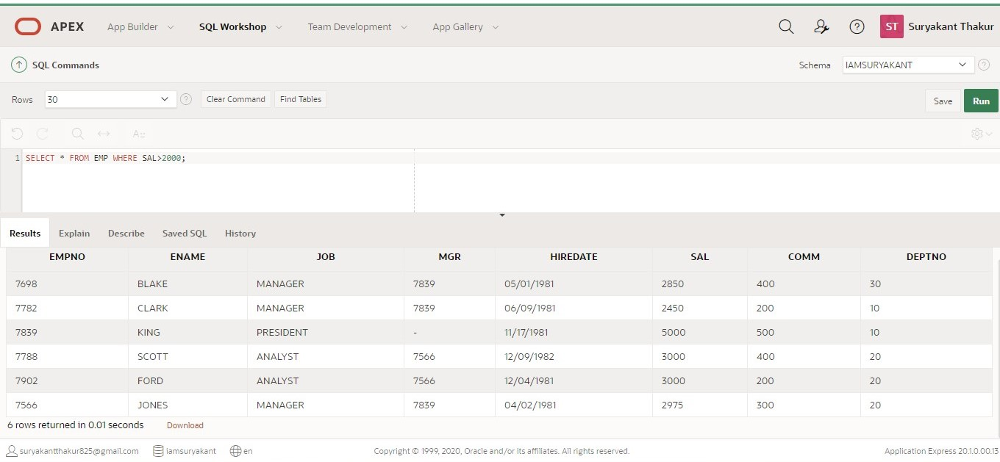 APEX App Builder SQL Workshop Team Development App Gallery ST Suryakant Thakur
SQL Commands Schema IAMSURYAKANT
Rows 30 Clear Command Find Tables Save Run
1 SELECT * FROM EMP WHERE SAL>2000;
Results Explain Describe Saved SQL History
EMPNO ENAME JOB MGR HIREDATE SAL COMM DEPTNO
7698 BLAKE MANAGER 7839 05/01/1981 2850 400 30
7782 CLARK MANAGER 7839 06/09/1981 2450 200 10
7839 KING PRESIDENT - 11/17/1981 5000 500 10
7788 SCOTT ANALYST 7566 12/09/1982 3000 400 20
7902 FORD ANALYST 7566 12/04/1981 3000 200 20
7566 JONES MANAGER 7839 04/02/1981 2975 300 20
6 rows returned in 0.01 seconds Download
suryakantthakur825@gmail.com iamsuryakant en Copyright © 1999, 2020, Oracle and/or its affiliates. All rights reserved. Application Express 20.1.0.00.13